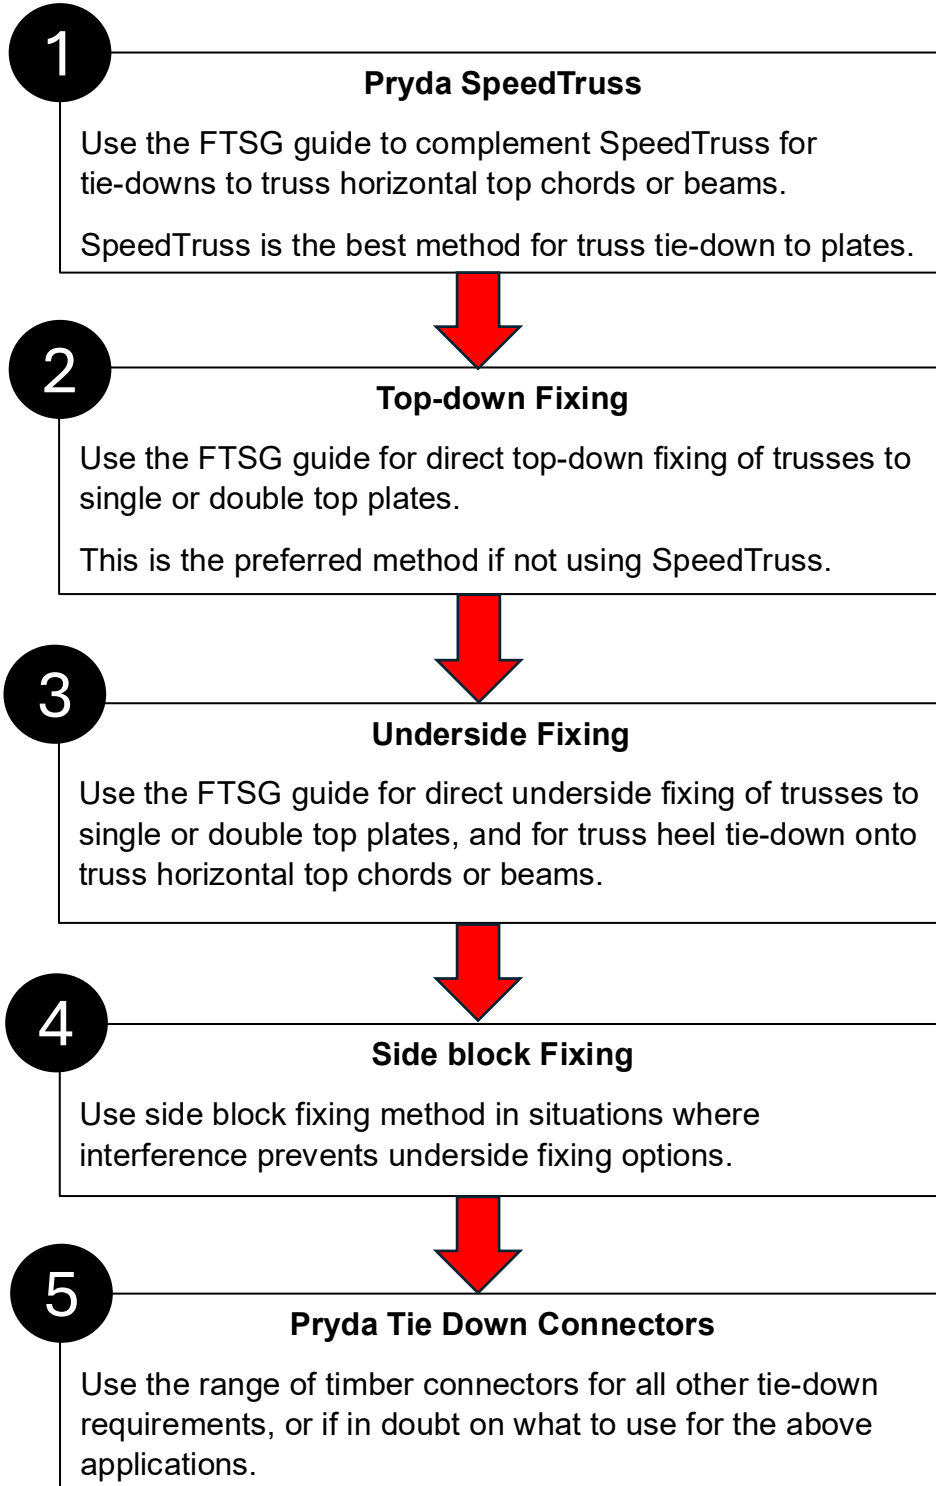 1
Pryda SpeedTruss
Use the FTSG guide to complement SpeedTruss for
tie-downs to truss horizontal top chords or beams.
SpeedTruss is the best method for truss tie-down to plates.
2
Top-down Fixing
Use the FTSG guide for direct top-down fixing of trusses to
single or double top plates.
This is the preferred method if not using SpeedTruss.
3
Underside Fixing
Use the FTSG guide for direct underside fixing of trusses to
single or double top plates, and for truss heel tie-down onto
truss horizontal top chords or beams.
4
Side block Fixing
Use side block fixing method in situations where
interference prevents underside fixing options.
5
Pryda Tie Down Connectors
Use the range of timber connectors for all other tie-down
requirements, or if in doubt on what to use for the above
applications.